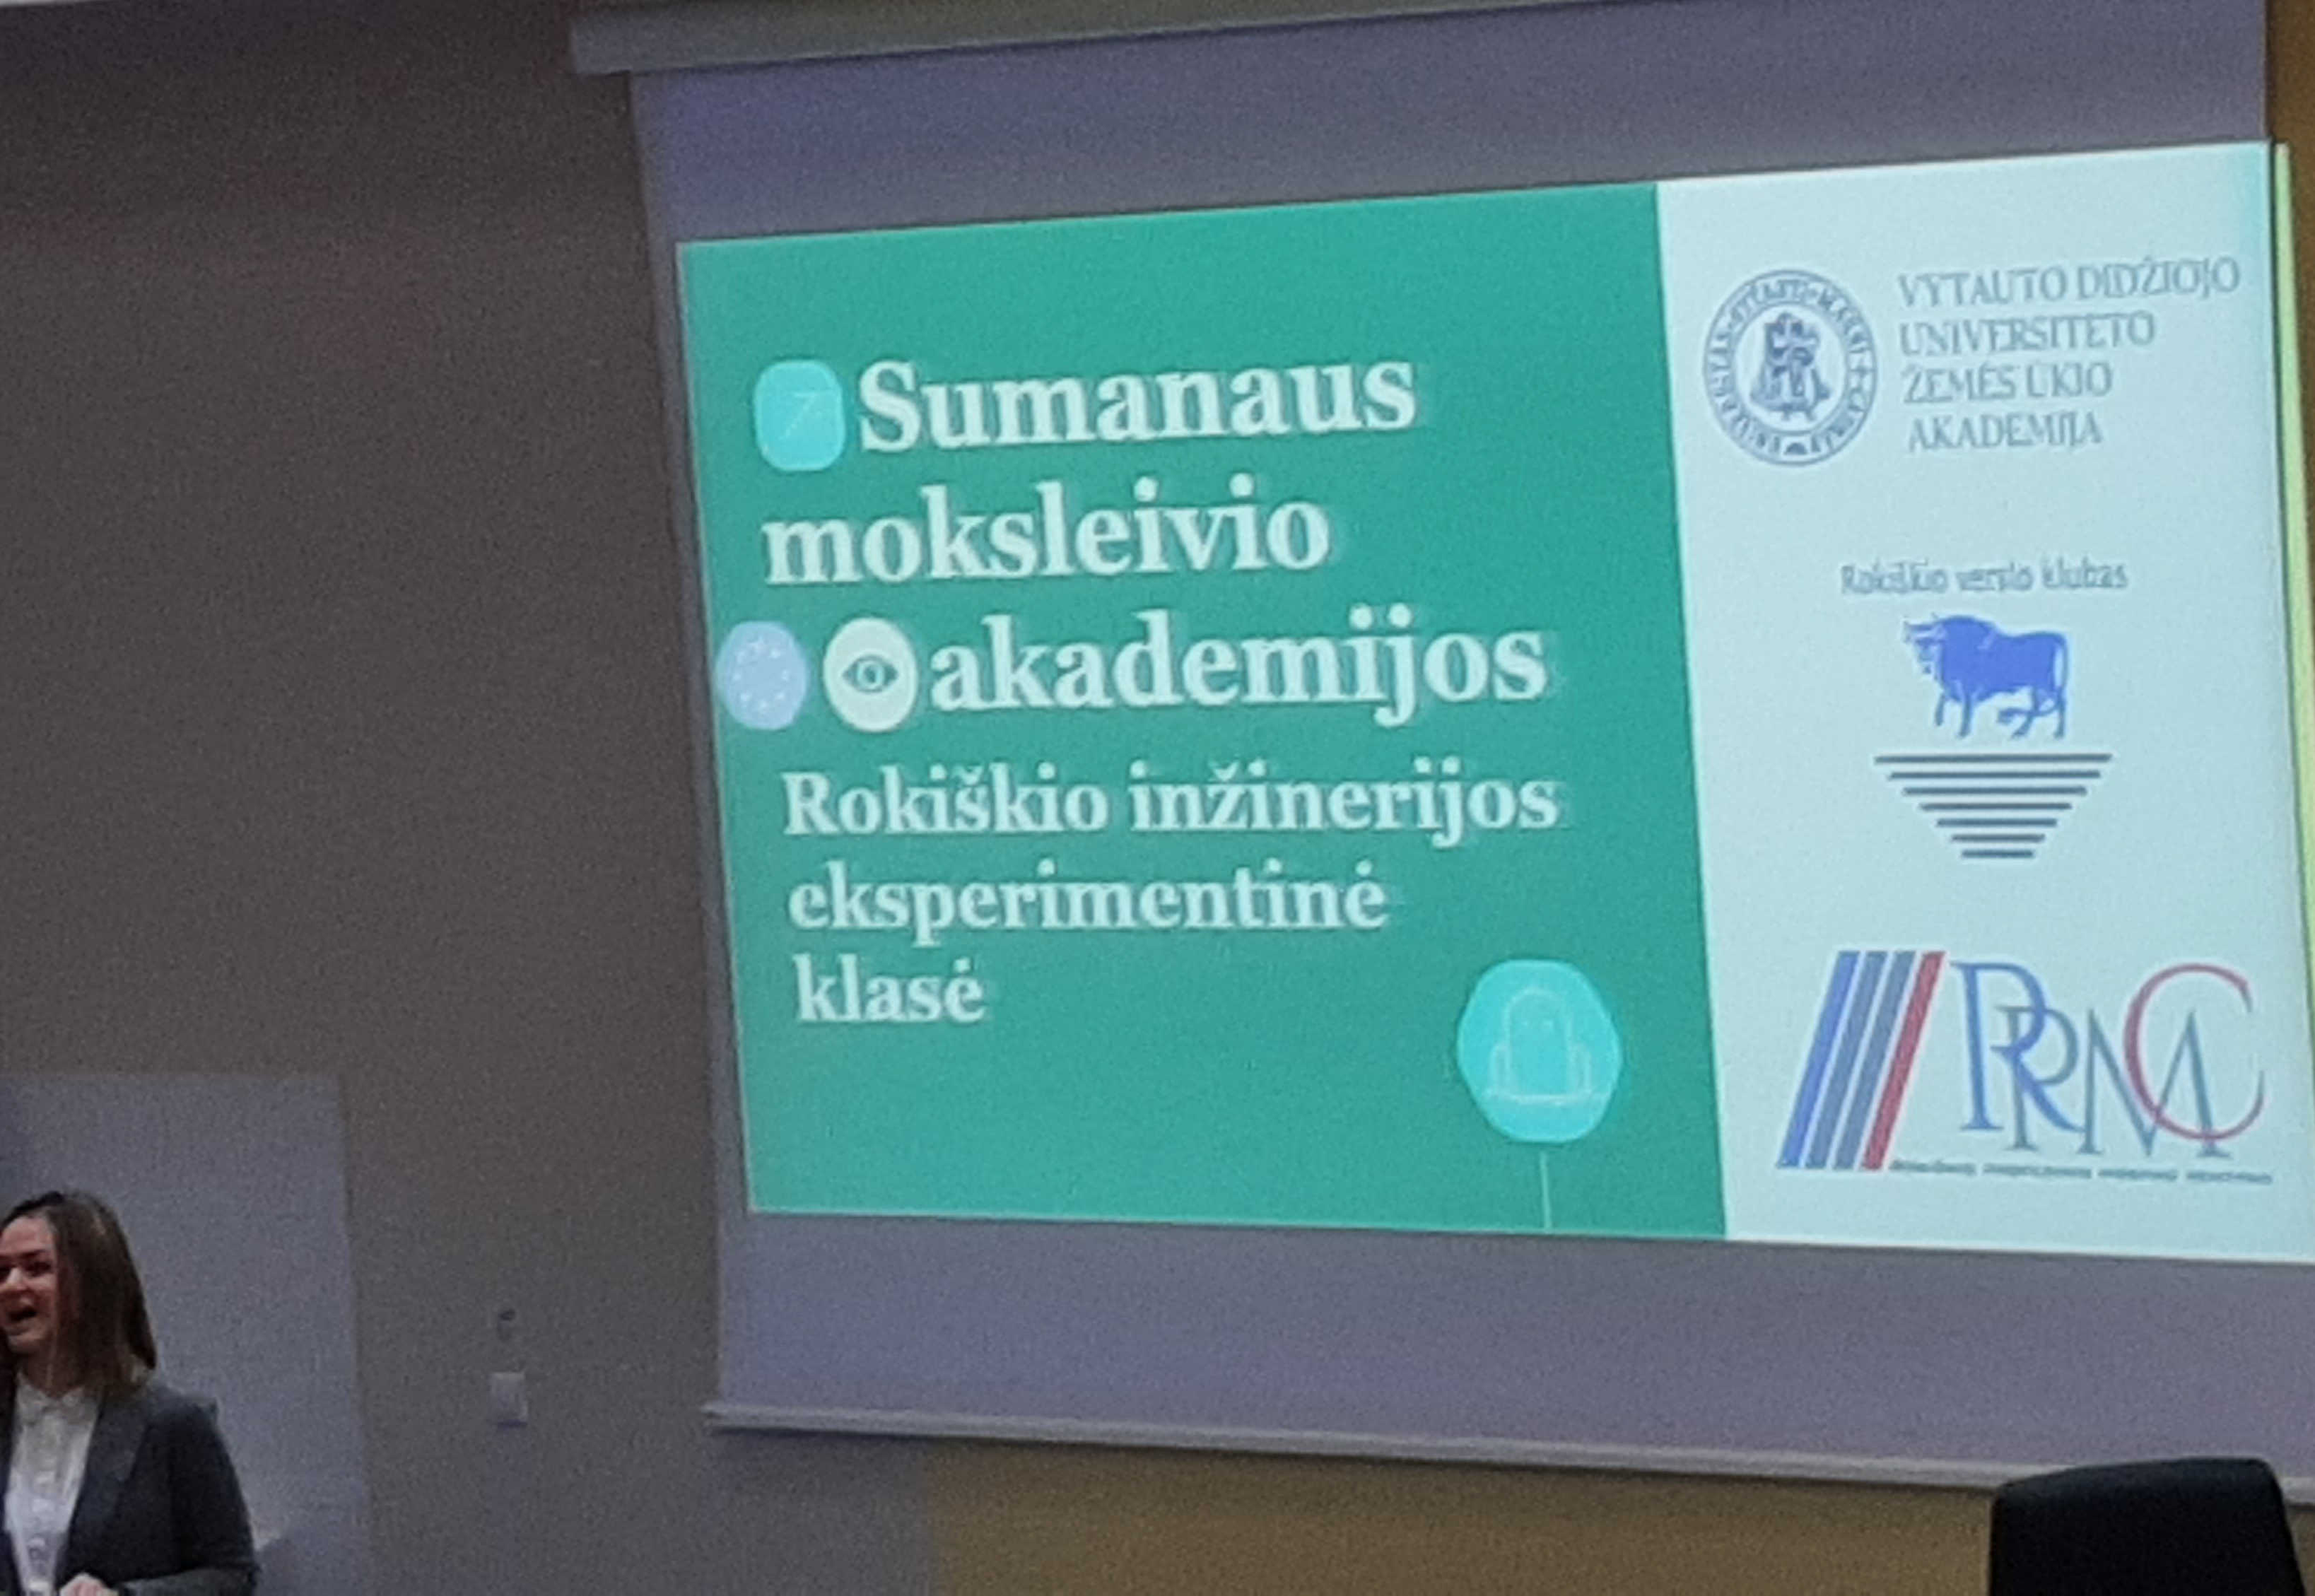 Sumanaus
moksleivio
akademijos
Rokiškio inžinerijos
eksperimentinė
klasė
VYTAUTO DIDŽIOJO
UNIVERSITETO
ŽEMĖS ŪKIO
AKADEMIJA
Rokiškio verslo klubas
PRMC